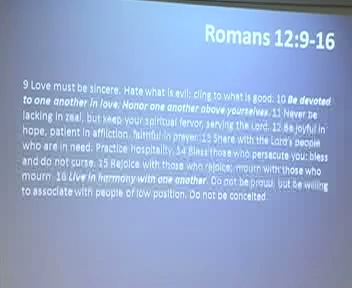 Romans 12:9-16
9 Love must be sincere. Hate what is evil; cling to what is good. 10 Be devoted
to one another in love. Honor one another above yourselves. 11 Never be
lacking in zeal, but keep your spiritual fervor, serving the Lord. 12 Be joyful in
hope, patient in affliction, faithful in prayer. 13 Share with the Lord's people
who are in need. Practice hospitality. 14 Bless those who persecute you; bless
and do not curse. 15 Rejoice with those who rejoice; mourn with those who
mourn. 16 Live in harmony with one another. Do not be proud, but be willing
to associate with people of low position. Do not be conceited.